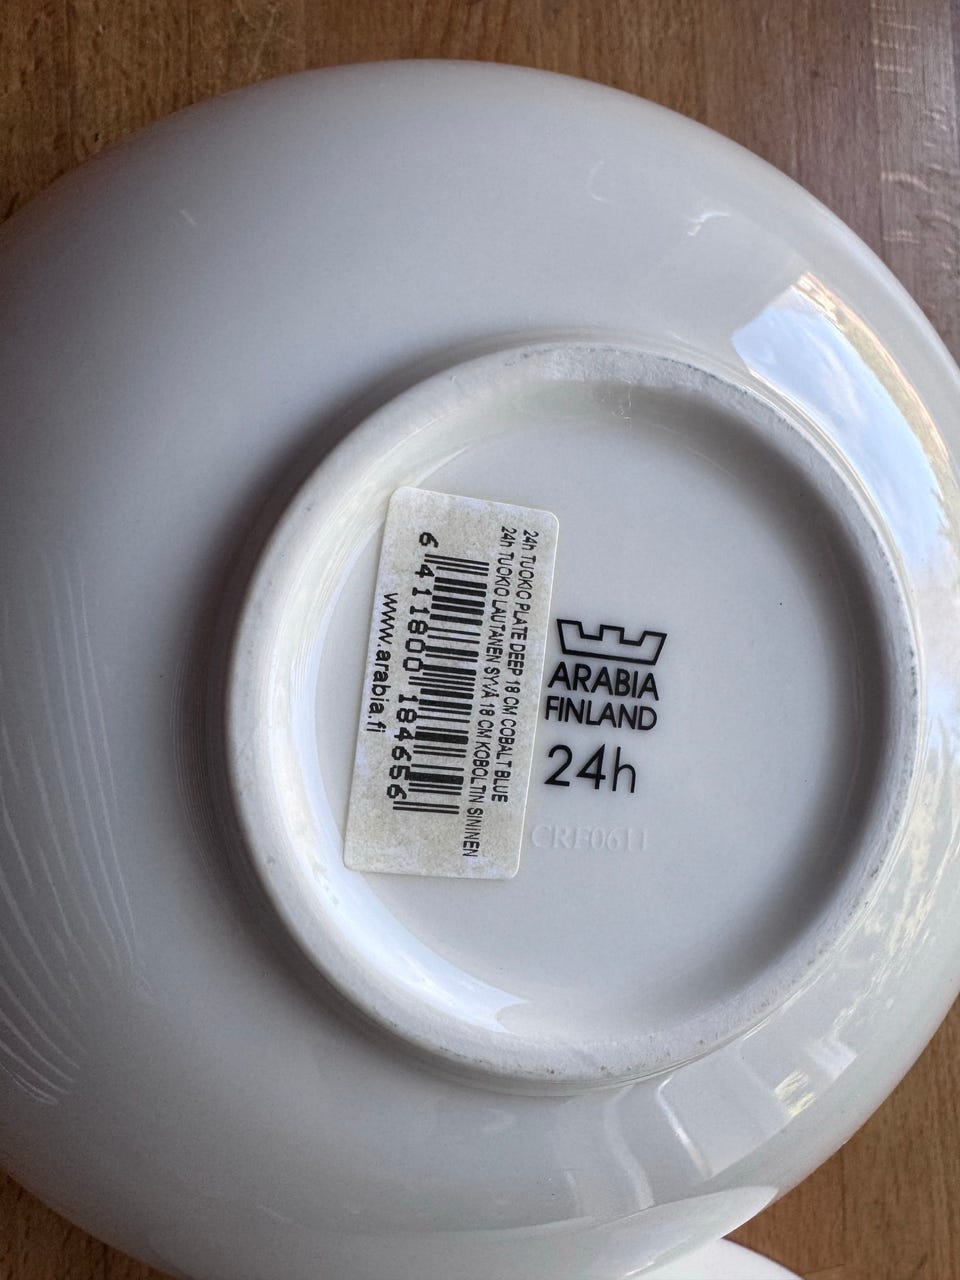 24h TUOKIO PLATE DEEP 18 CM COBALT BLUE
24h TUOKIO LAUTANEN SYVÄ 18 CM KOBOLTIN SININEN
6 411800 184656
www.arabia.fi
ARABIA
FINLAND
24h
CRF0611